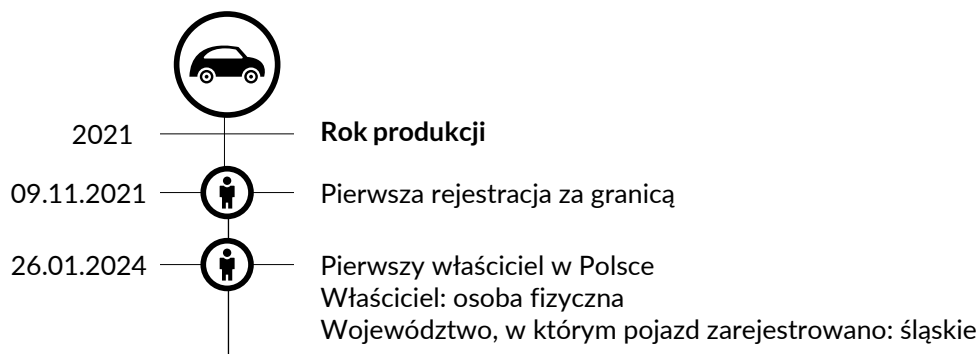 2021 Rok produkcji
09.11.2021 Pierwsza rejestracja za granicą
26.01.2024 Pierwszy właściciel w Polsce
Właściciel: osoba fizyczna
Województwo, w którym pojazd zarejestrowano: śląskie